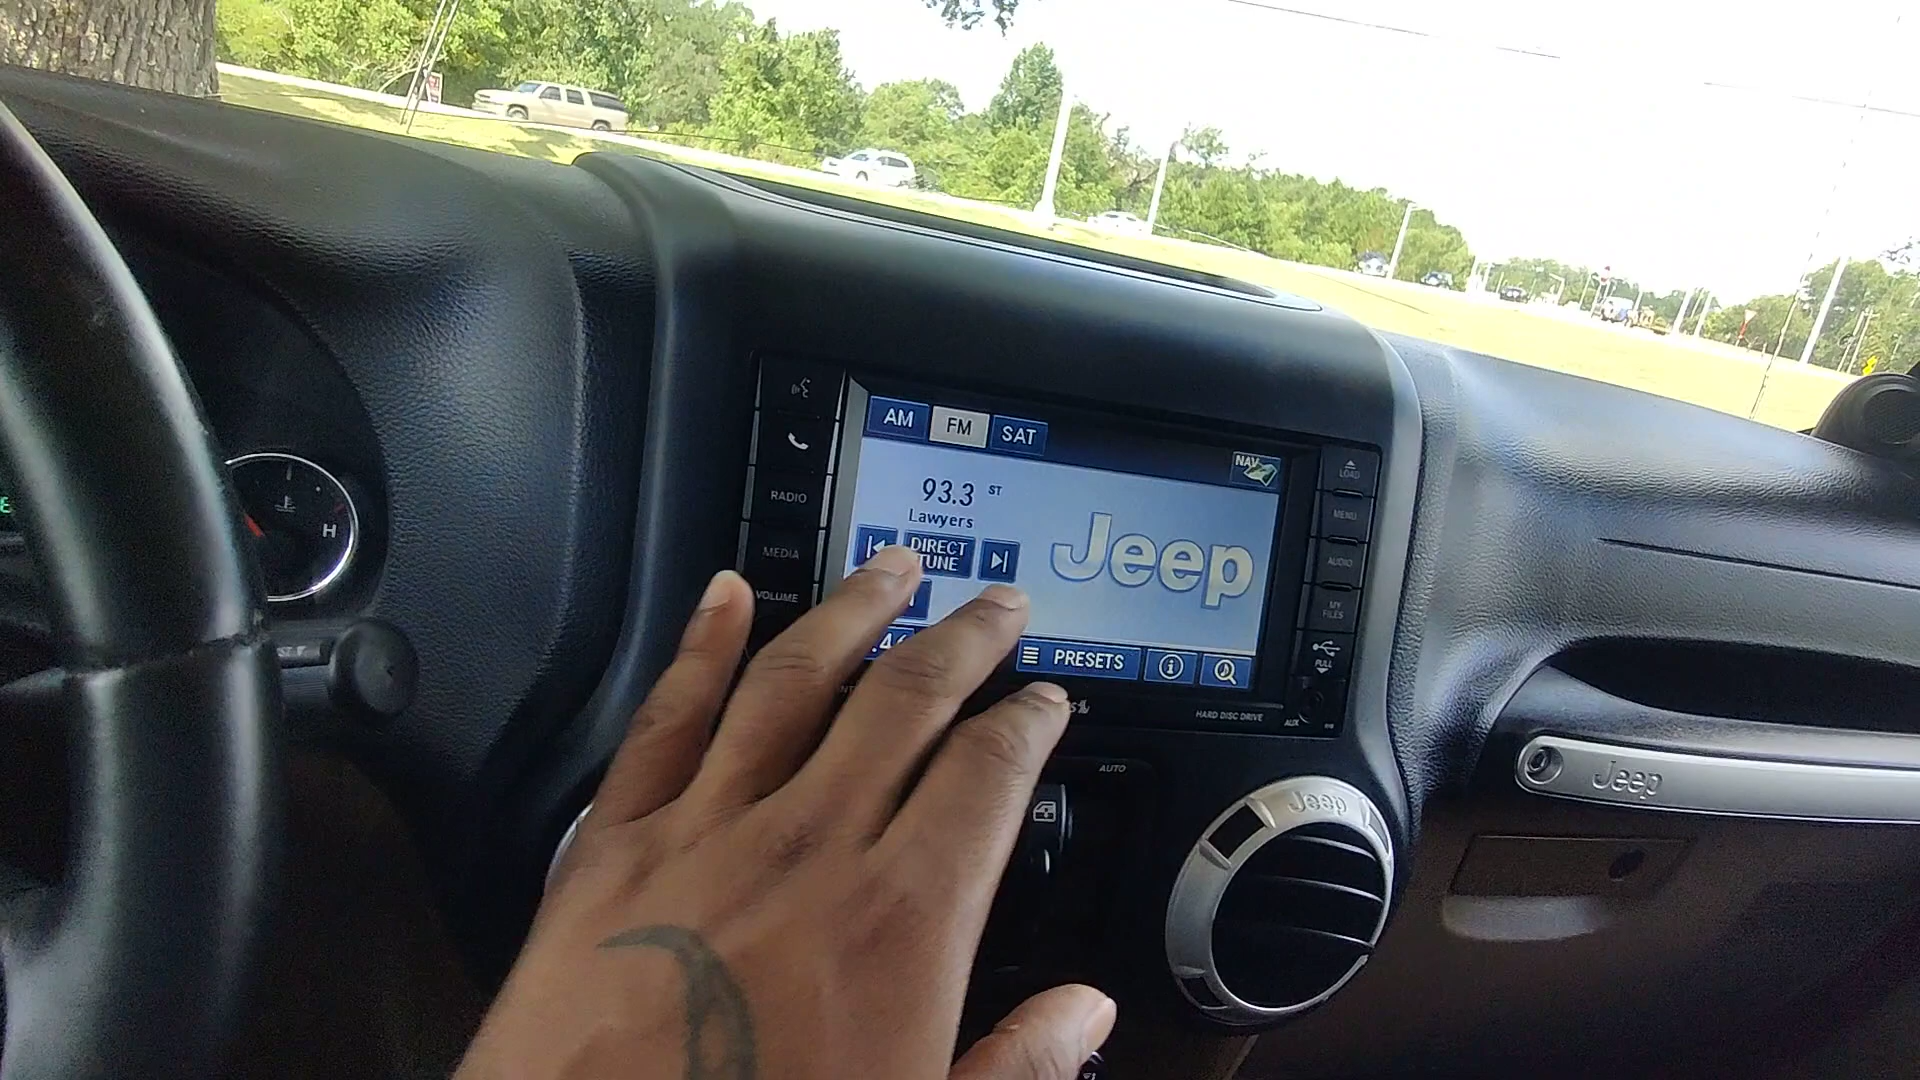 AM FM SAT
NAV
93.3 ST
Lawyers
DIRECT
TUNE
Jeep
PRESETS
RADIO
MEDIA
VOLUME
LOAD
MENU
AUDIO
MY
FILES
PULL
AUX
HARD DISC DRIVE
AUTO
H
Jeep
Jeep